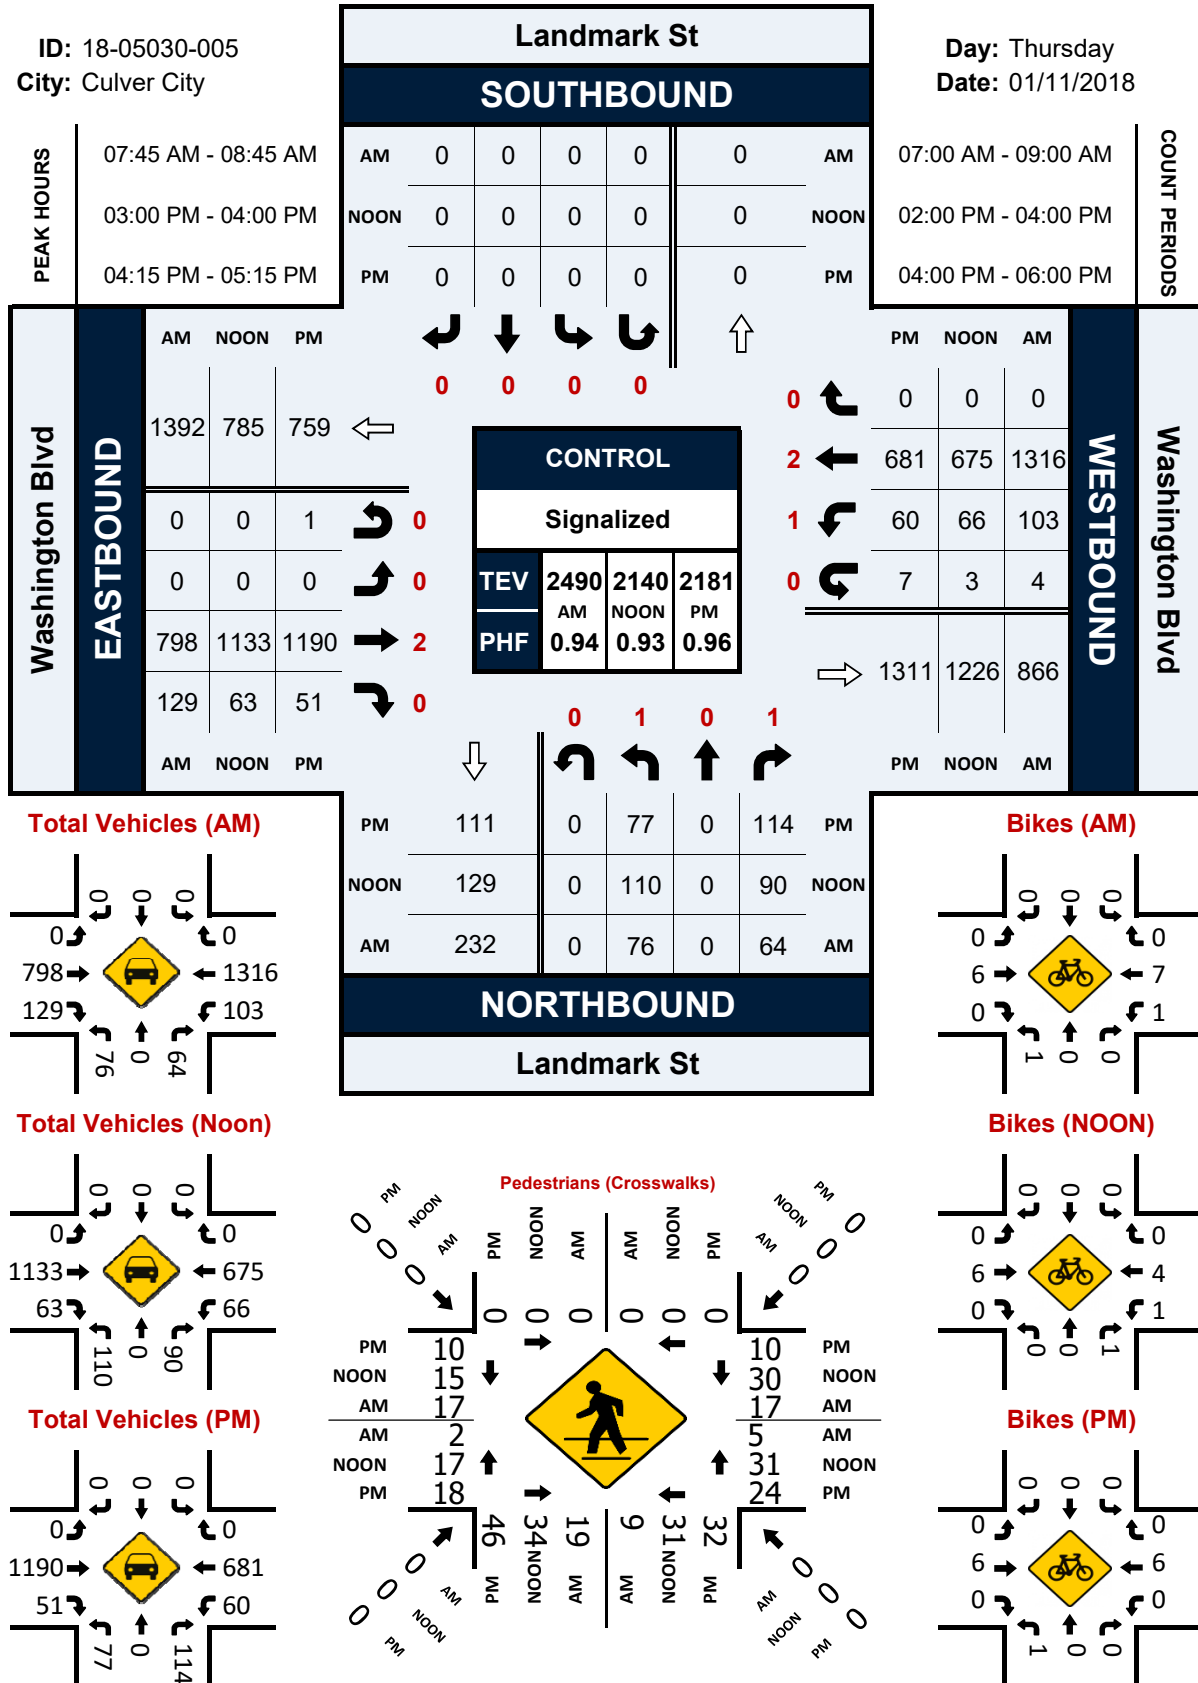 ID: 18-05030-005
City: Culver City
Landmark St
SOUTHBOUND
Day: Thursday
Date: 01/11/2018
PEAK HOURS
07:45 AM - 08:45 AM
03:00 PM - 04:00 PM
04:15 PM - 05:15 PM
AM 0 0 0 0 0 AM
NOON 0 0 0 0 0 NOON
PM 0 0 0 0 0 PM
07:00 AM - 09:00 AM
02:00 PM - 04:00 PM
04:00 PM - 06:00 PM
COUNT PERIODS
0 0 0 0
Washington Blvd
EASTBOUND
AM NOON PM
1392 785 759
0 0 1 0
0 0 0 0
798 1133 1190 2
129 63 51 0
AM NOON PM
CONTROL
Signalized
TEV 2490 2140 2181
AM NOON PM
PHF 0.94 0.93 0.96
PM NOON AM
0 0 0 0
2 681 675 1316
1 60 66 103
0 7 3 4
1311 1226 866
PM NOON AM
WESTBOUND
Washington Blvd
0 1 0 1
PM 111 0 77 0 114 PM
NOON 129 0 110 0 90 NOON
AM 232 0 76 0 64 AM
NORTHBOUND
Landmark St
Total Vehicles (AM)
0 0 0
0 0
798 1316
129 103
76 0 64
Bikes (AM)
0 0 0
0 0
6 7
0 1
1 0 0
Total Vehicles (Noon)
0 0 0
0 0
1133 675
63 66
110 0 90
Bikes (NOON)
0 0 0
0 0
6 4
0 1
0 0 1
Total Vehicles (PM)
0 0 0
0 0
1190 681
51 60
77 0 114
Bikes (PM)
0 0 0
0 0
6 6
0 0
1 0 0
Pedestrians (Crosswalks)
0 PM 0 NOON 0 AM
PM NOON AM AM NOON PM
PM 0 NOON 0 AM 0
0 0 0 0 0 0
PM 10 10 PM
NOON 15 30 NOON
AM 17 17 AM
AM 2 5 AM
NOON 17 31 NOON
PM 18 24 PM
46 34 19 9 31 32
PM NOON AM AM NOON PM
0 AM 0 NOON 0 PM
AM 0 NOON 0 PM 0